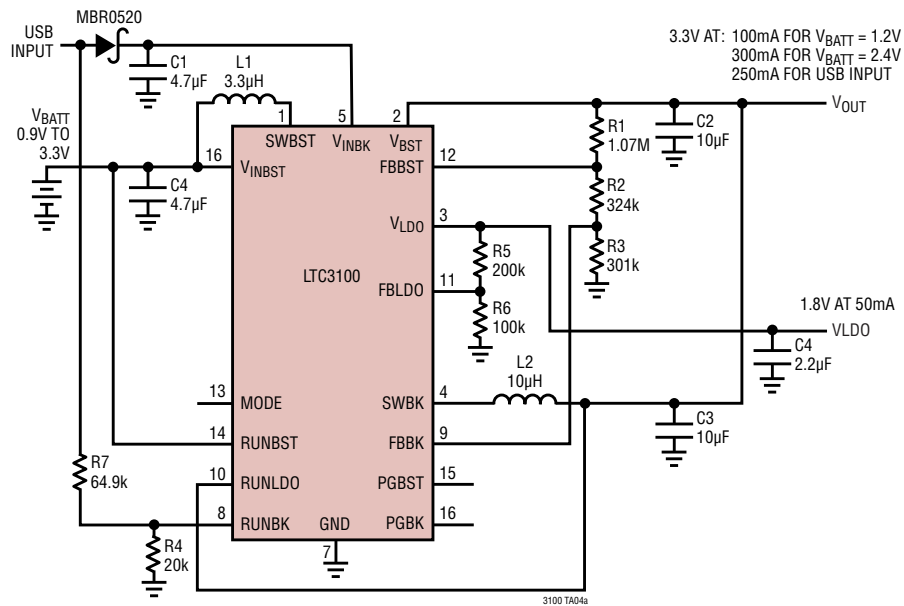 USB
INPUT
MBR0520
C1
4.7µF
L1
3.3µH
3.3V AT: 100mA FOR VBATT = 1.2V
300mA FOR VBATT = 2.4V
250mA FOR USB INPUT
VBATT
0.9V TO
3.3V
1
5
2
SWBST
VINBK
VBST
VOUT
R1
1.07M
C2
10µF
16
VINBST
12
FBBST
C4
4.7µF
R2
324k
VLDO
3
R5
200k
R3
301k
LTC3100
FBLDO
11
R6
100k
1.8V AT 50mA
VLDO
C4
2.2µF
L2
10µH
13
MODE
SWBK
4
C3
10µF
14
RUNBST
FBBK
9
R7
64.9k
10
RUNLDO
PGBST
15
8
RUNBK
GND
PGBK
16
R4
20k
7
3100 TA04a